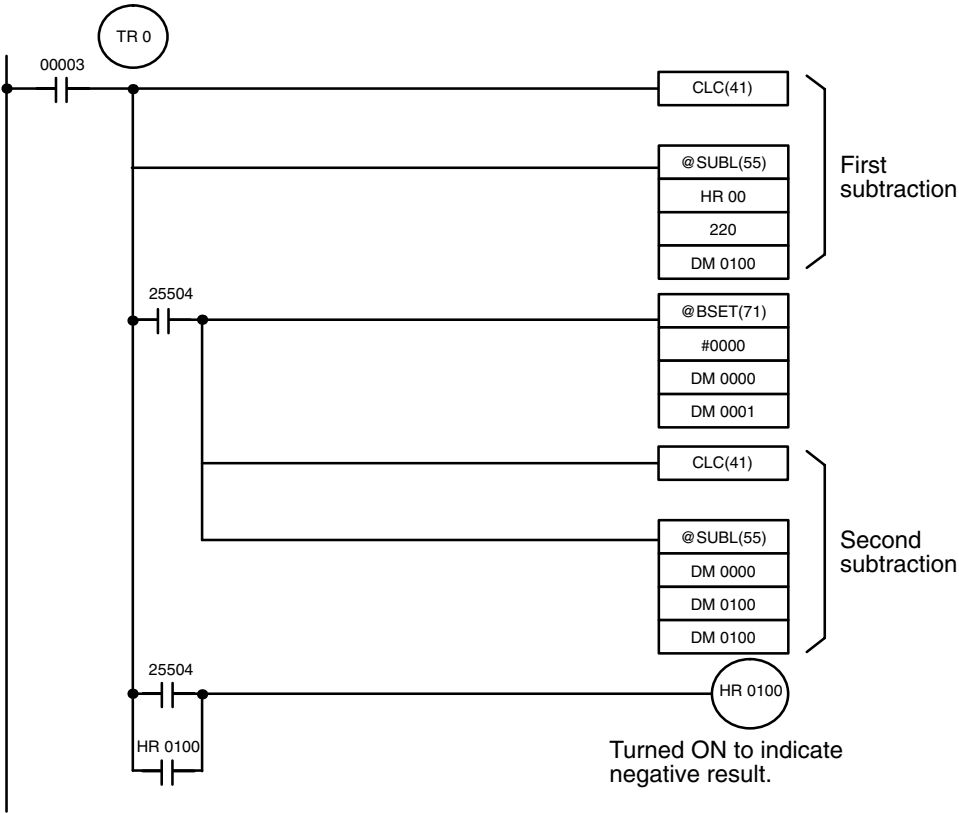 TR 0
00003
CLC(41)
@SUBL(55)
HR 00
220
DM 0100
First
subtraction
25504
@BSET(71)
#0000
DM 0000
DM 0001
CLC(41)
@SUBL(55)
DM 0000
DM 0100
DM 0100
Second
subtraction
25504
HR 0100
HR 0100
Turned ON to indicate
negative result.